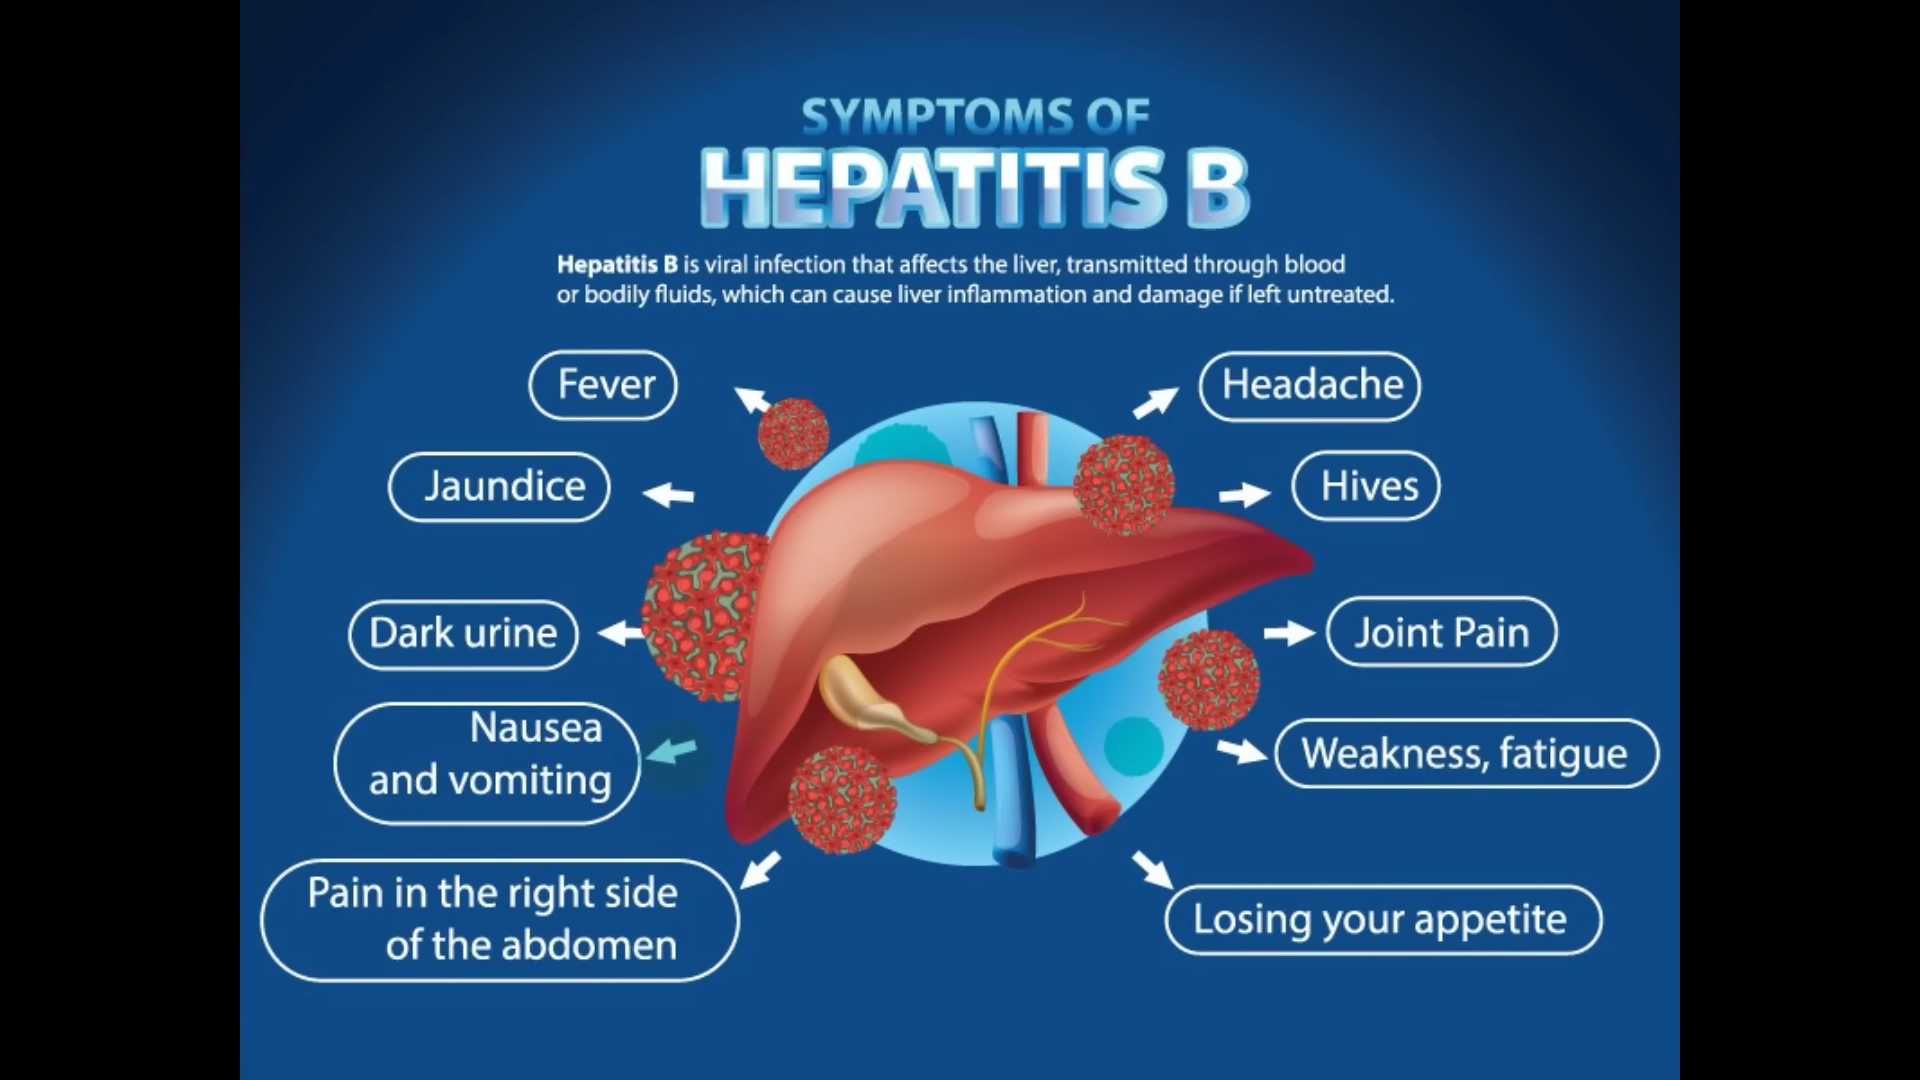 SYMPTOMS OF
HEPATITIS B
Hepatitis B is viral infection that affects the liver, transmitted through blood
or bodily fluids, which can cause liver inflammation and damage if left untreated.
Fever
Jaundice
Dark urine
Nausea
and vomiting
Pain in the right side
of the abdomen
Headache
Hives
Joint Pain
Weakness, fatigue
Losing your appetite